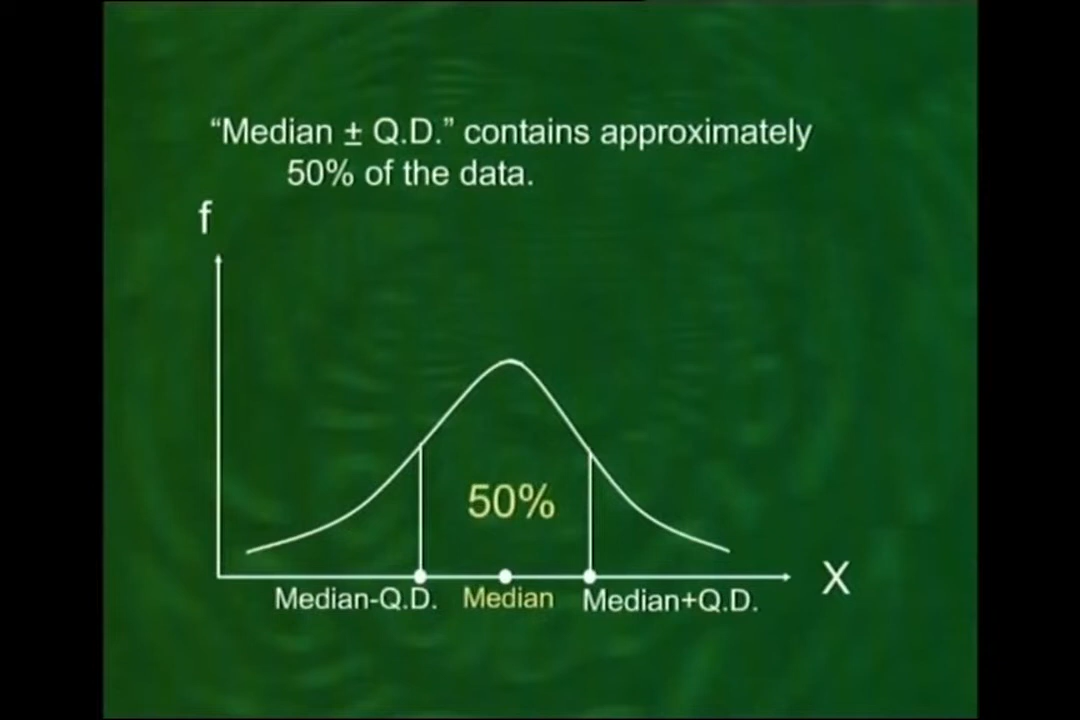 “Median ± Q.D.” contains approximately
50% of the data.
f
50%
X
Median-Q.D. Median Median+Q.D.